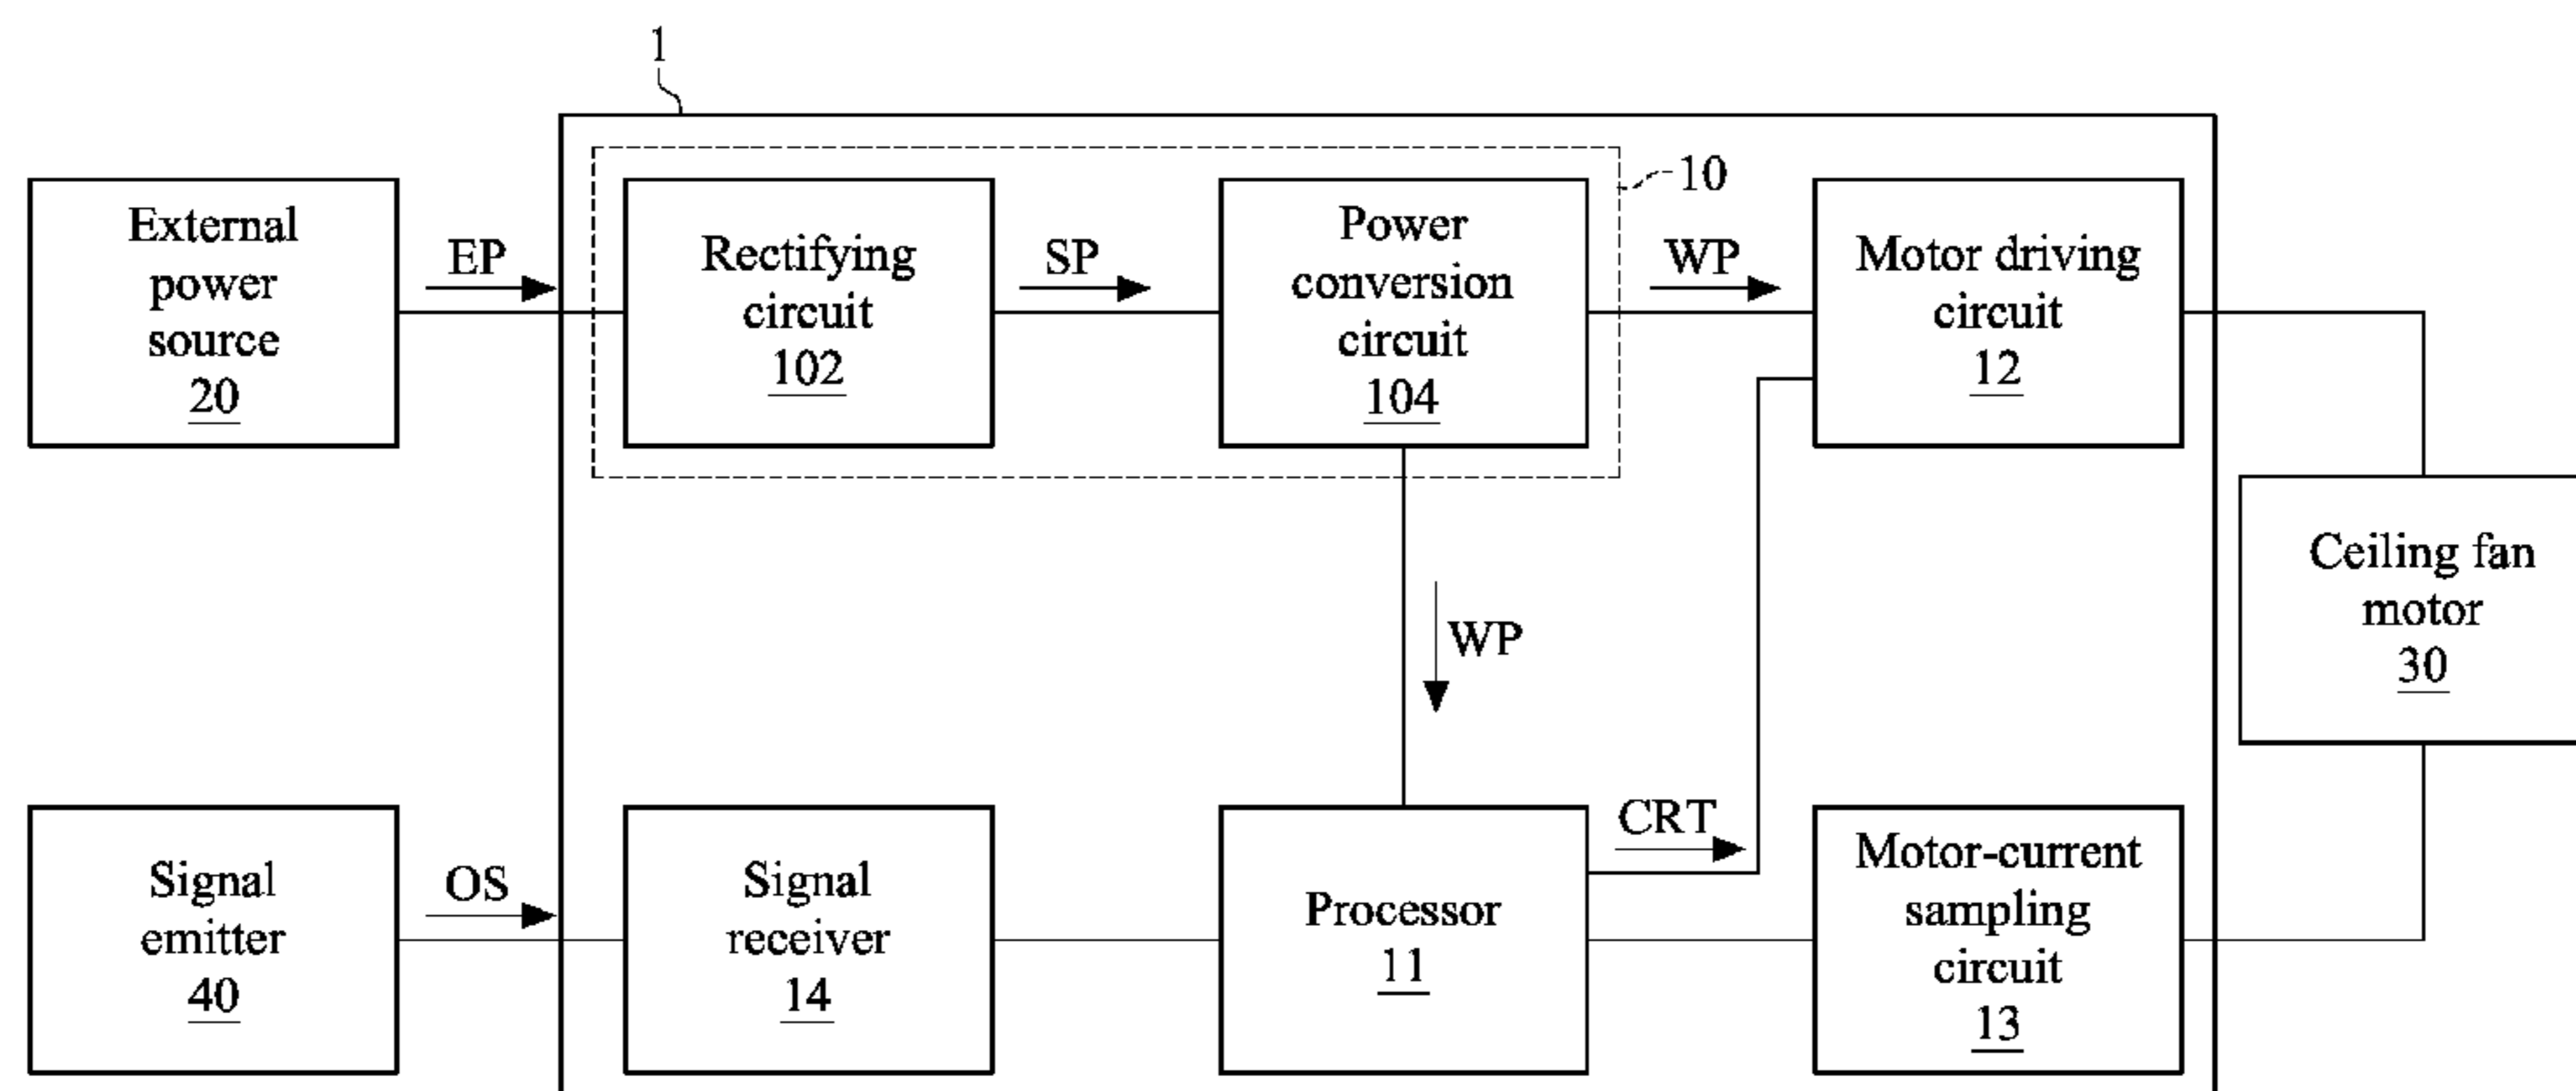 1
10
External
power
source
20
EP
Rectifying
circuit
102
SP
Power
conversion
circuit
104
WP
Motor driving
circuit
12
WP
Ceiling fan
motor
30
Signal
emitter
40
OS
Signal
receiver
14
Processor
11
CRT
Motor-current
sampling
circuit
13